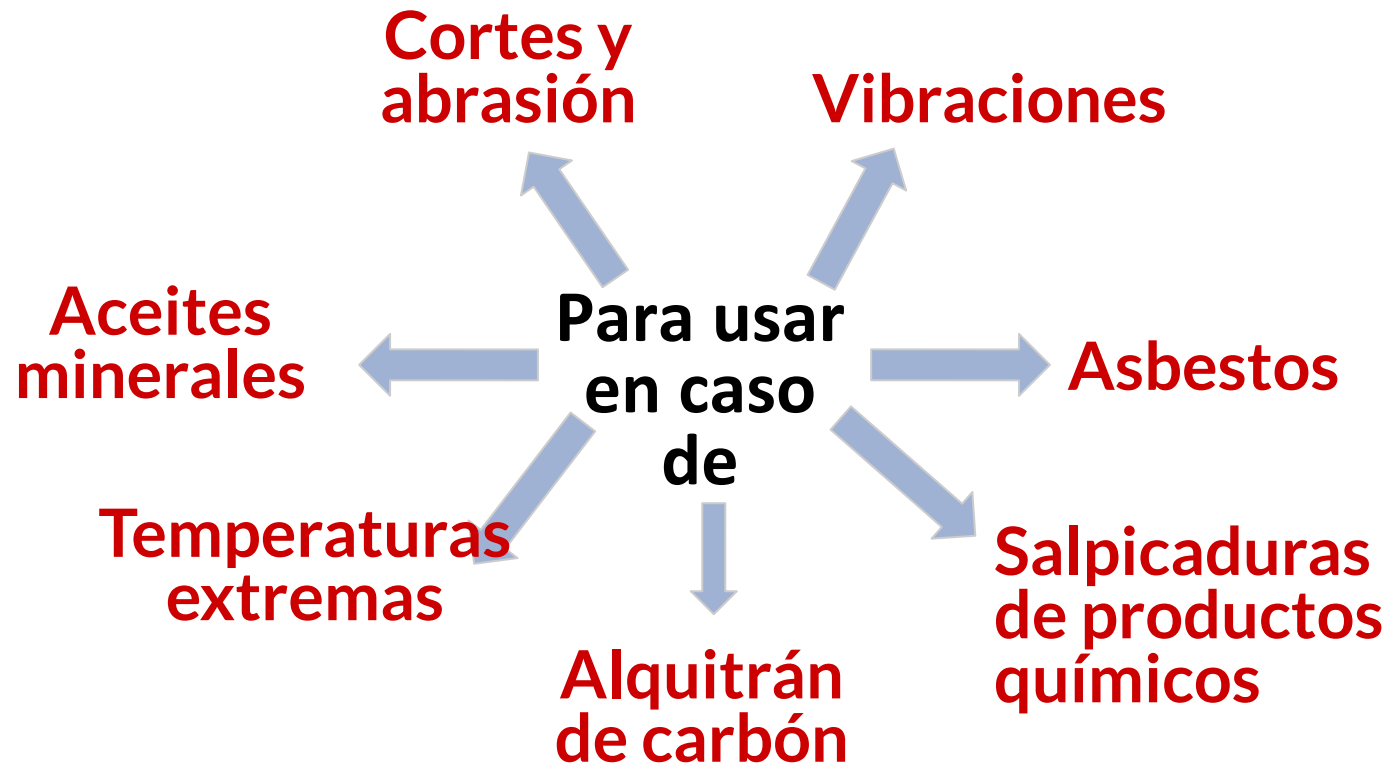 Cortes y
abrasión
Vibraciones
Aceites
minerales
Para usar
en caso
de
Asbestos
Temperaturas
extremas
Salpicaduras
de productos
químicos
Alquitrán
de carbón